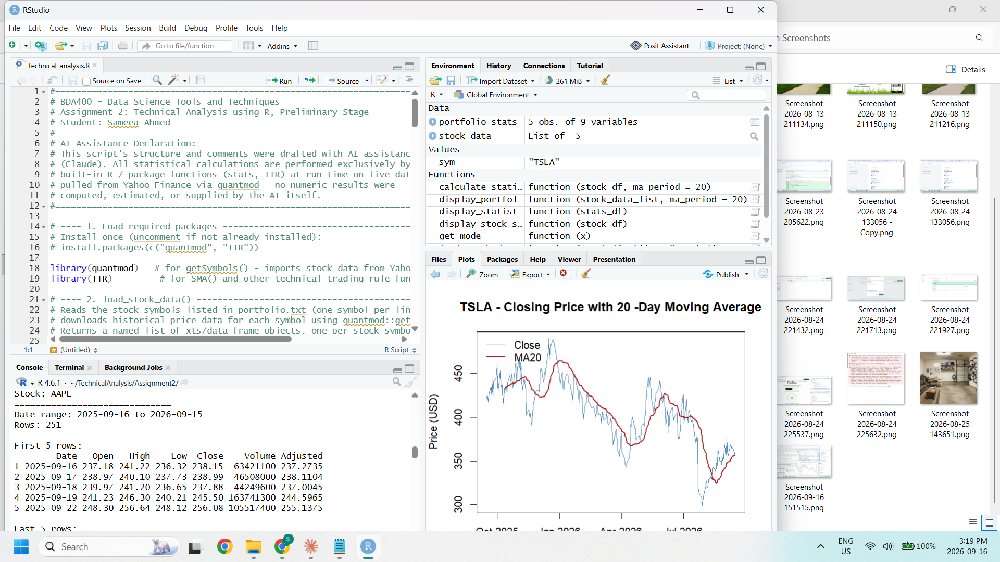 RStudio
File Edit Code View Plots Session Build Debug Profile Tools Help
Go to file/function Addins Posit Assistant Project: (None)
technical_analysis.R
Source on Save Run Source
1 #=====================================================================
2 # BDA400 - Data Science Tools and Techniques
3 # Assignment 2: Technical Analysis using R, Preliminary Stage
4 # Student: Sameea Ahmed
5 #
6 # AI Assistance Declaration:
7 # This script's structure and comments were drafted with AI assistanc
8 # (Claude). All statistical calculations are performed exclusively by
9 # built-in R / package functions (stats, TTR) at run time on live dat
10 # pulled from Yahoo Finance via quantmod - no numeric results were
11 # computed, estimated, or supplied by the AI itself.
12 #=====================================================================
13
14 # ---- 1. Load required packages ------------------------------------
15 # Install once (uncomment if not already installed):
16 # install.packages(c("quantmod", "TTR"))
17
18 library(quantmod) # for getSymbols() - imports stock data from Yaho
19 library(TTR) # for SMA() and other technical trading rule fun
20
21 # ---- 2. load_stock_data() -----------------------------------------
22 # Reads the stock symbols listed in portfolio.txt (one symbol per lin
23 # downloads historical price data for each symbol using quantmod::get
24 # Returns a named list of xts/data frame objects, one per stock symbo
25
1:1 (Untitled) R Script
Console Terminal Background Jobs
R 4.6.1 · ~/TechnicalAnalysis/Assignment2/
Stock: AAPL
==============================
Date range: 2025-09-16 to 2026-09-15
Rows: 251
First 5 rows:
Date Open High Low Close Volume Adjusted
1 2025-09-16 237.18 241.22 236.32 238.15 63421100 237.2735
2 2025-09-17 238.97 240.10 237.73 238.99 46508000 238.1104
3 2025-09-18 239.97 241.20 236.65 237.88 44249600 237.0045
4 2025-09-19 241.23 246.30 240.21 245.50 163741300 244.5965
5 2025-09-22 248.30 256.64 248.12 256.08 105517400 255.1375
Last 5 rows:
Environment History Connections Tutorial
Import Dataset 261 MiB List
R Global Environment
Data
portfolio_stats 5 obs. of 9 variables
stock_data List of 5
Values
sym "TSLA"
Functions
calculate_stati… function (stock_df, ma_period = 20)
display_portfol… function (stock_data_list, ma_period = 20)
display_statist… function (stats_df)
display_stock_s… function (stock_df)
get_mode function (x)
Files Plots Packages Help Viewer Presentation
Zoom Export Publish
TSLA - Closing Price with 20 -Day Moving Average
Close
MA20
Price (USD)
450
400
350
300
Oct 2025 Jan 2026 Apr 2026 Jul 2026
Screenshots
Details
Screenshot 2026-08-13 211134.png
Screenshot 2026-08-13 211150.png
Screenshot 2026-08-13 211216.png
Screenshot 2026-08-23 205622.png
Screenshot 2026-08-24 133056 - Copy.png
Screenshot 2026-08-24 133056.png
Screenshot 2026-08-24 221432.png
Screenshot 2026-08-24 221713.png
Screenshot 2026-08-24 221927.png
Screenshot 2026-08-24 225537.png
Screenshot 2026-08-24 225632.png
Screenshot 2026-08-25 143651.png
Screenshot 2026-09-16 151515.png
Search
ENG
US
100%
3:19 PM
2026-09-16